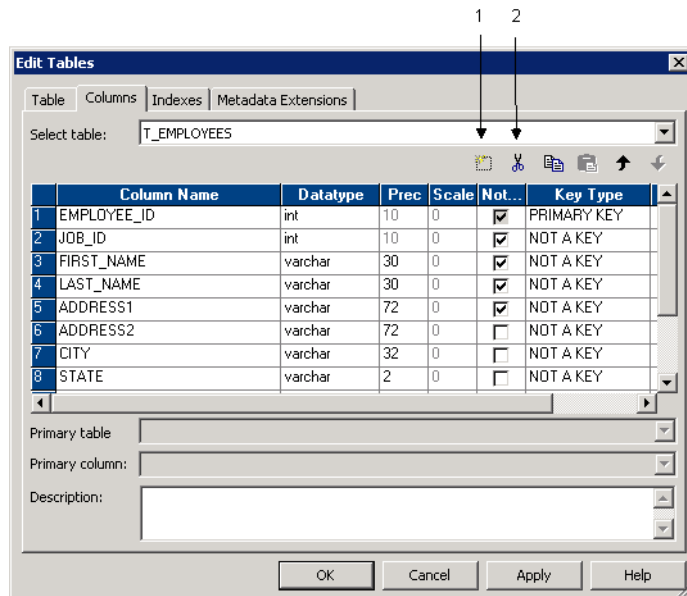 1 2
Edit Tables
Table Columns Indexes Metadata Extensions
Select table: T_EMPLOYEES
Column Name Datatype Prec Scale Not... Key Type
1 EMPLOYEE_ID int 10 0 PRIMARY KEY
2 JOB_ID int 10 0 NOT A KEY
3 FIRST_NAME varchar 30 0 NOT A KEY
4 LAST_NAME varchar 30 0 NOT A KEY
5 ADDRESS1 varchar 72 0 NOT A KEY
6 ADDRESS2 varchar 72 0 NOT A KEY
7 CITY varchar 32 0 NOT A KEY
8 STATE varchar 2 0 NOT A KEY
Primary table
Primary column:
Description:
OK Cancel Apply Help